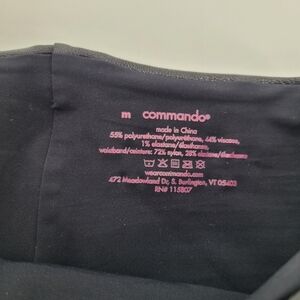 m commando®
made in China
55% polyurethane/polyuréthane, 44% viscose,
1% elastane/élasthanne,
waistband/ceinture: 72% nylon, 28% elastane/élasthanne
wearcommando.com
472 Meadowland Dr, S. Burlington, VT 05403
RN# 115807